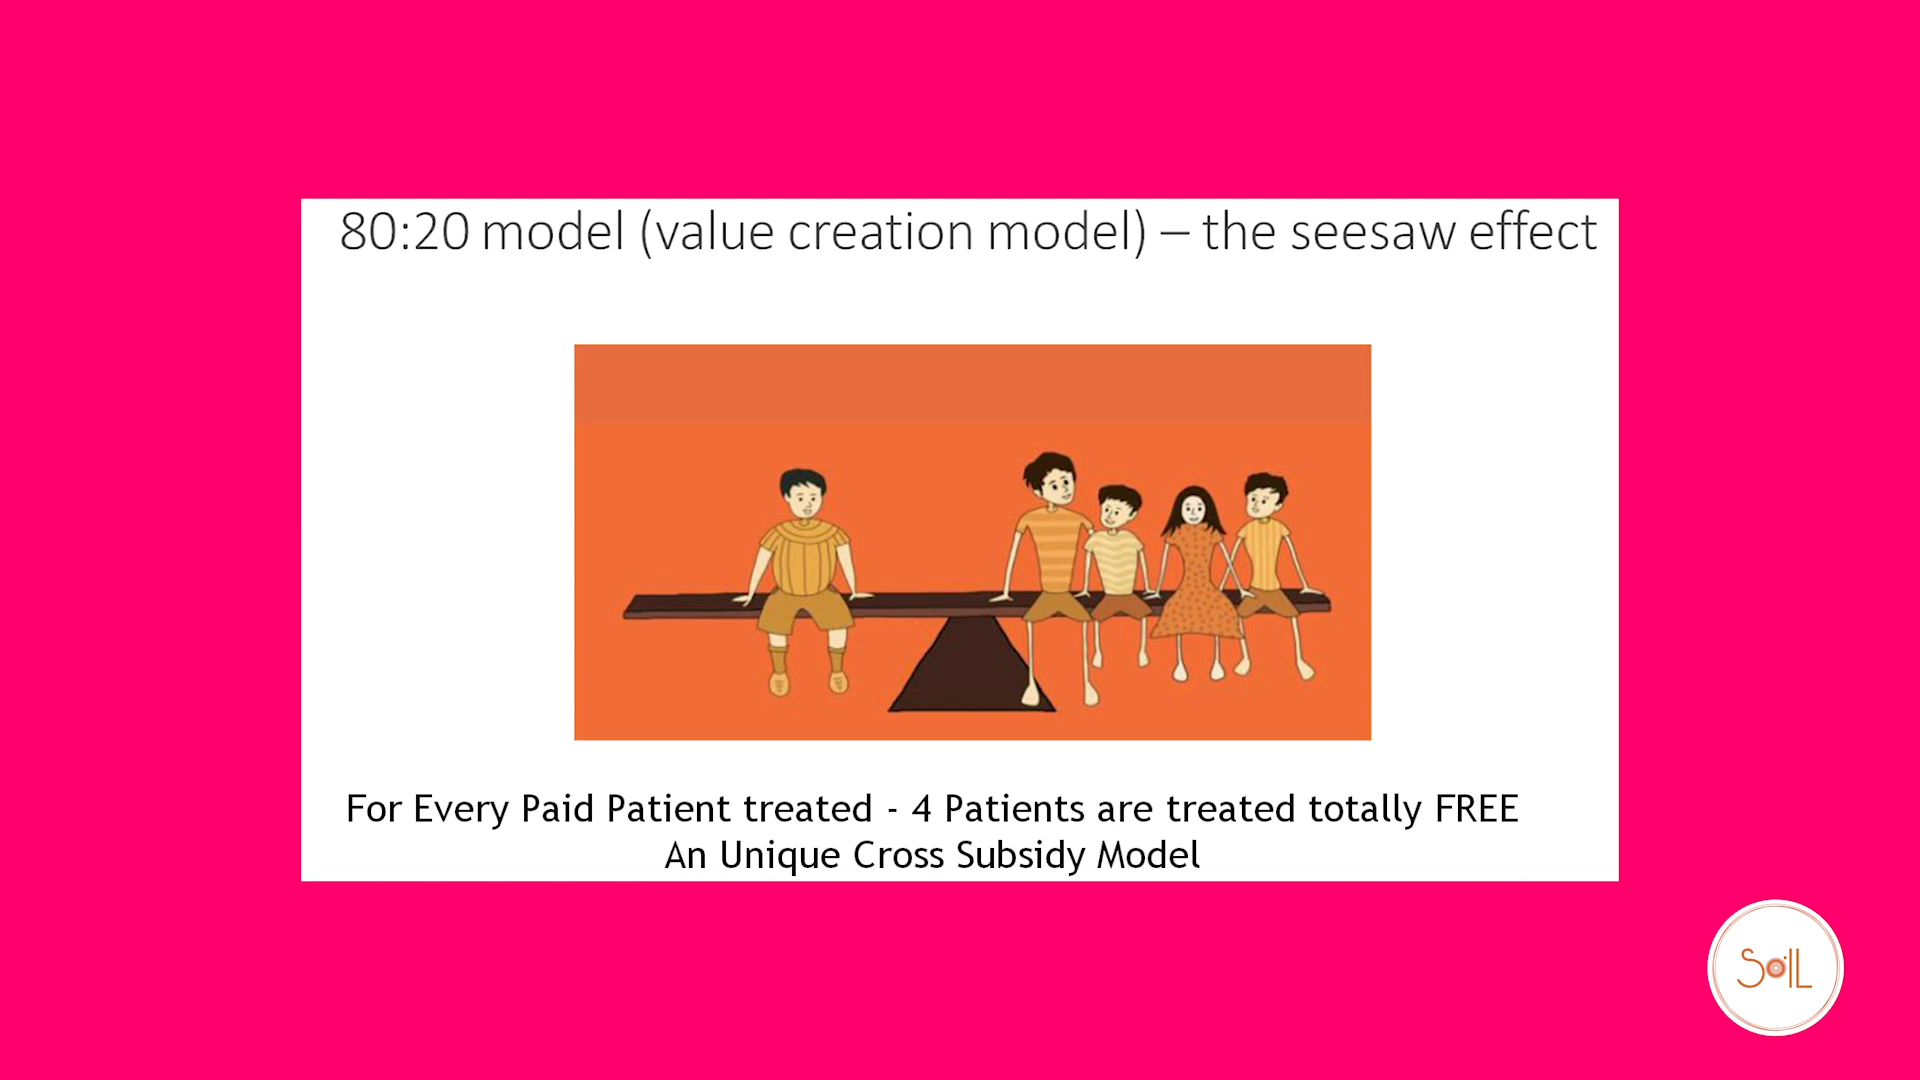 80:20 model (value creation model) – the seesaw effect
For Every Paid Patient treated - 4 Patients are treated totally FREE
An Unique Cross Subsidy Model
SoIL